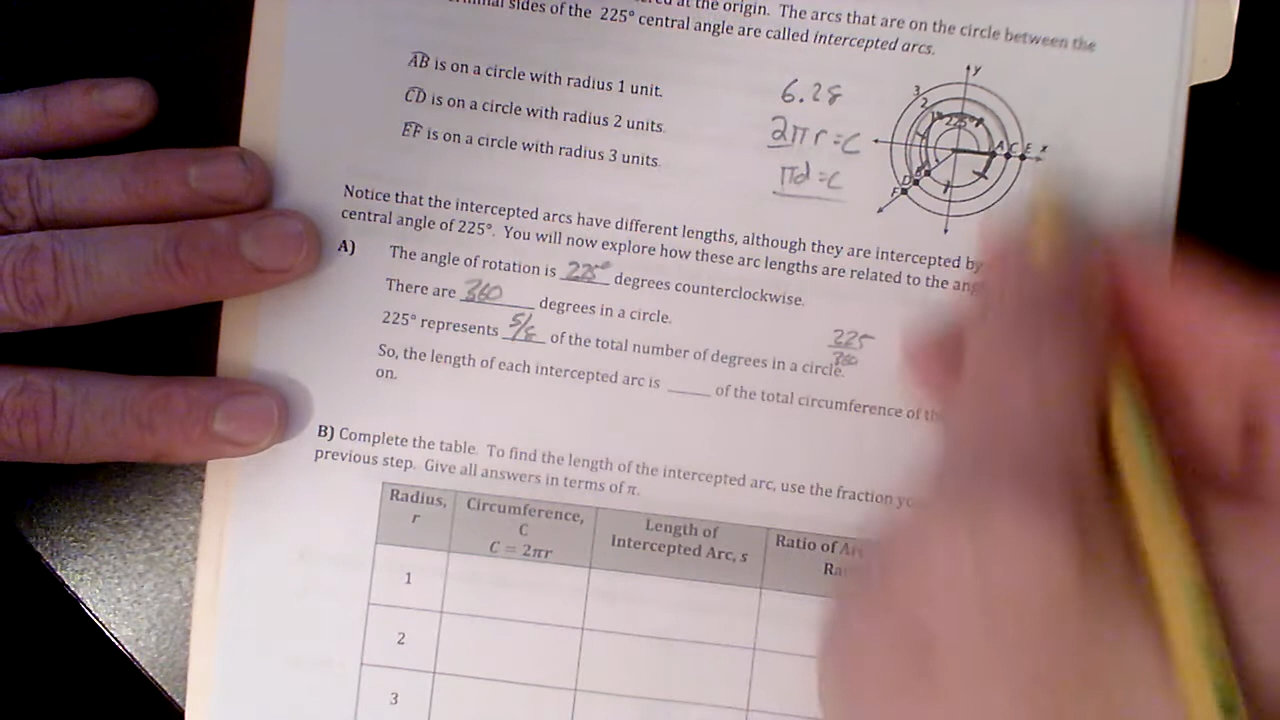 at the origin. The arcs that are on the circle between the
sides of the 225° central angle are called intercepted arcs.
AB is on a circle with radius 1 unit.
CD is on a circle with radius 2 units.
EF is on a circle with radius 3 units.
6.28
2πr=C
πd=C
y
3
2
1
225°
A C E x
F D B
Notice that the intercepted arcs have different lengths, although they are intercepted by
central angle of 225°. You will now explore how these arc lengths are related to the
A) The angle of rotation is 225° degrees counterclockwise.
There are 360 degrees in a circle.
225° represents 5/8 of the total number of degrees in a circle.
225
360
So, the length of each intercepted arc is ____ of the total circumference of
on.
B) Complete the table. To find the length of the intercepted arc, use the fraction
previous step. Give all answers in terms of π.
Radius, r
Circumference, C
C = 2πr
Length of Intercepted Arc, s
Ratio of
1
2
3